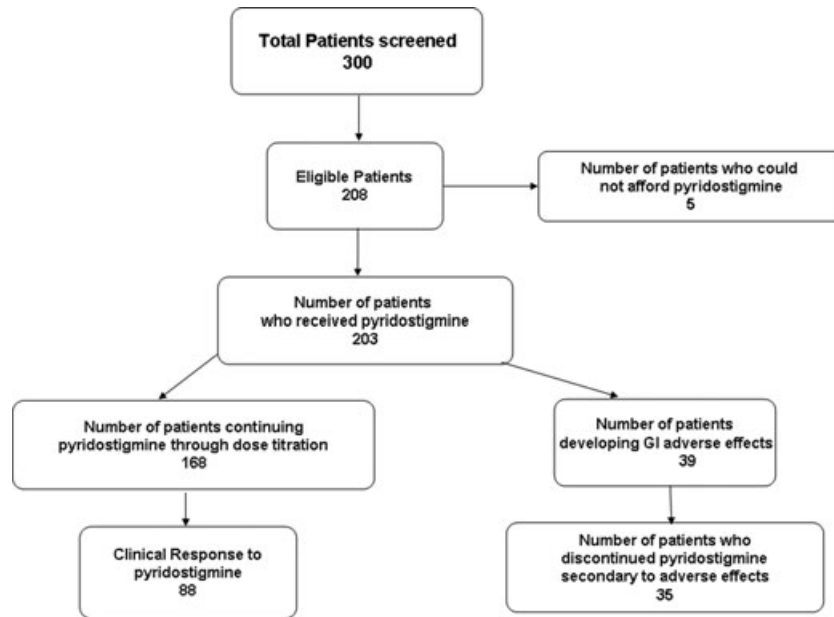 Total Patients screened
300
Eligible Patients
208
Number of patients who could
not afford pyridostigmine
5
Number of patients
who received pyridostigmine
203
Number of patients continuing
pyridostigmine through dose titration
168
Number of patients
developing GI adverse effects
39
Clinical Response to
pyridostigmine
88
Number of patients who
discontinued pyridostigmine
secondary to adverse effects
35